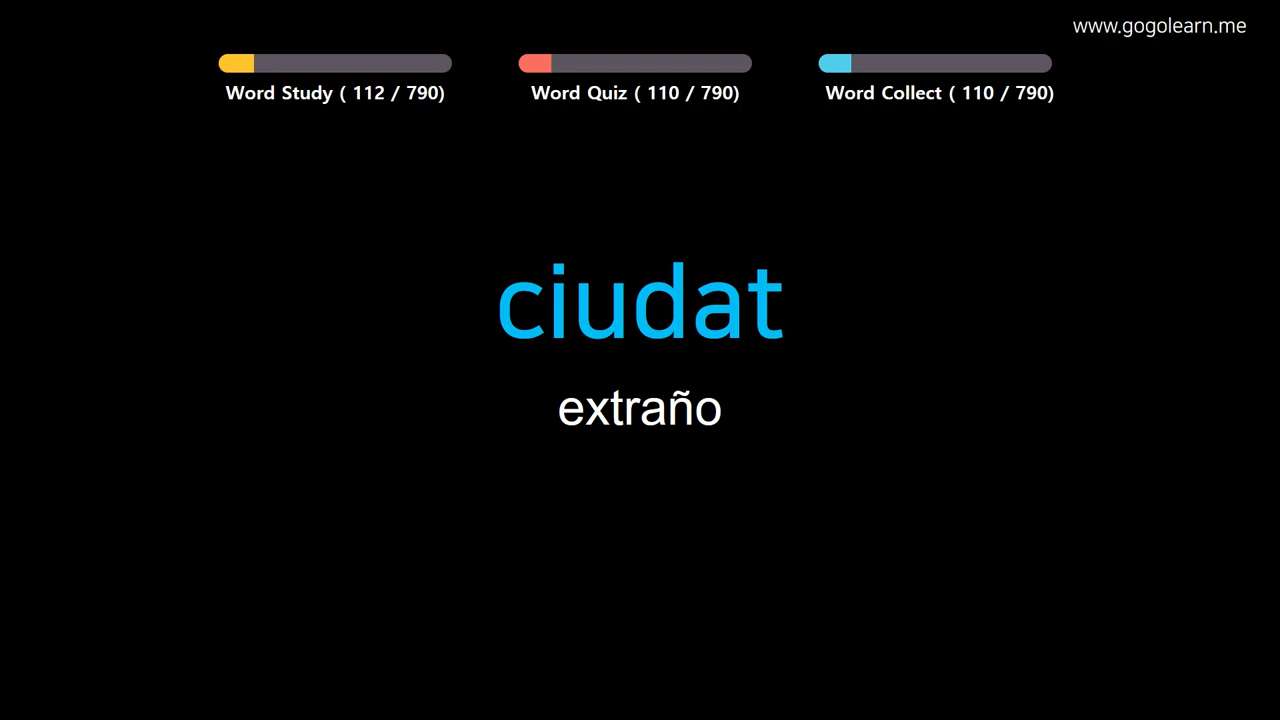 www.gogolearn.me
Word Study ( 112 / 790)
Word Quiz ( 110 / 790)
Word Collect ( 110 / 790)
ciudat
extraño